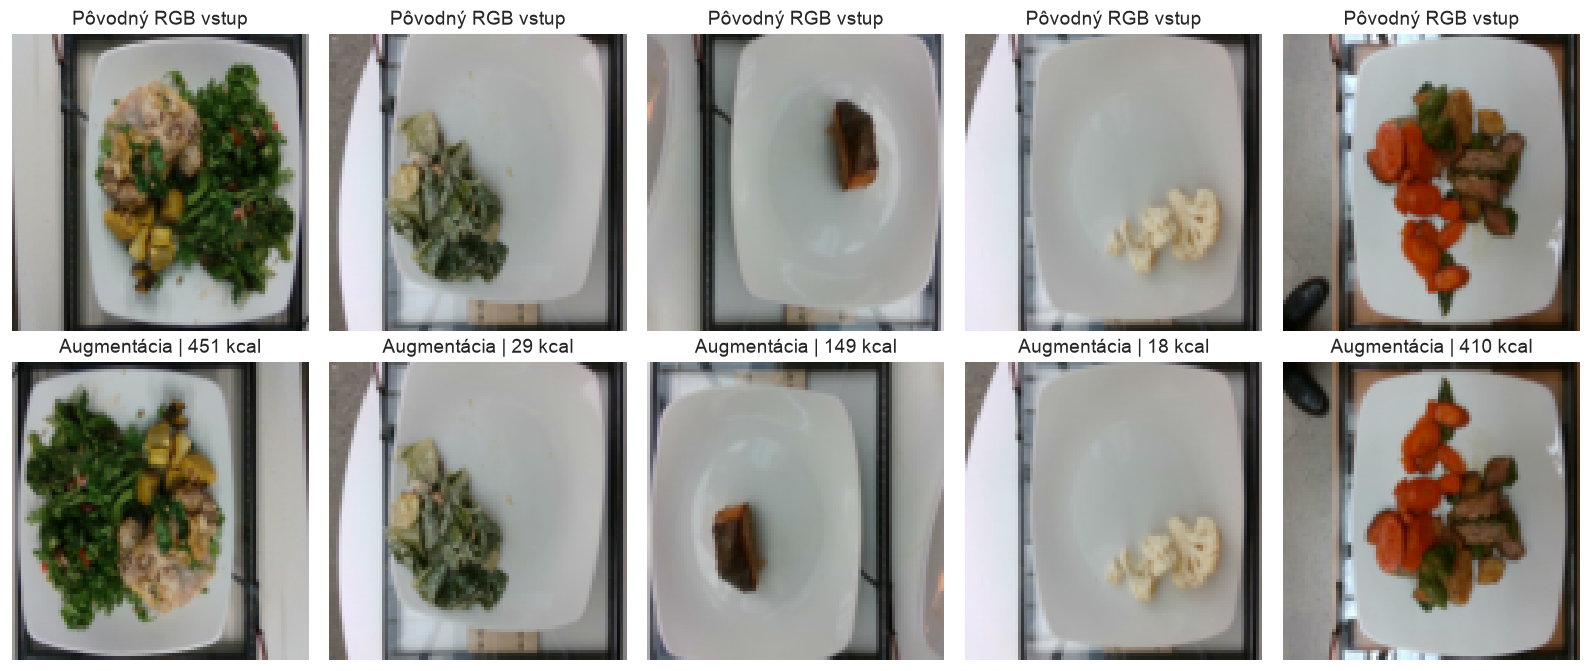 Pôvodný RGB vstup
Pôvodný RGB vstup
Pôvodný RGB vstup
Pôvodný RGB vstup
Pôvodný RGB vstup
Augmentácia | 451 kcal
Augmentácia | 29 kcal
Augmentácia | 149 kcal
Augmentácia | 18 kcal
Augmentácia | 410 kcal